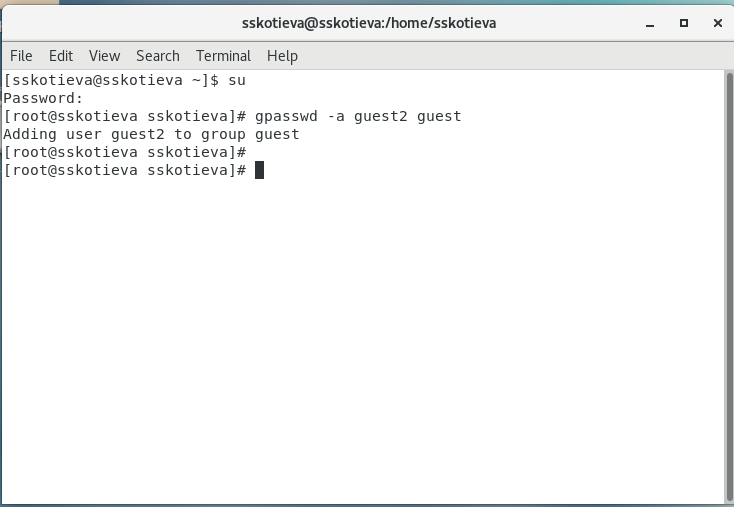 sskotieva@sskotieva:/home/sskotieva
File Edit View Search Terminal Help
[sskotieva@sskotieva ~]$ su
Password:
[root@sskotieva sskotieva]# gpasswd -a guest2 guest
Adding user guest2 to group guest
[root@sskotieva sskotieva]#
[root@sskotieva sskotieva]#